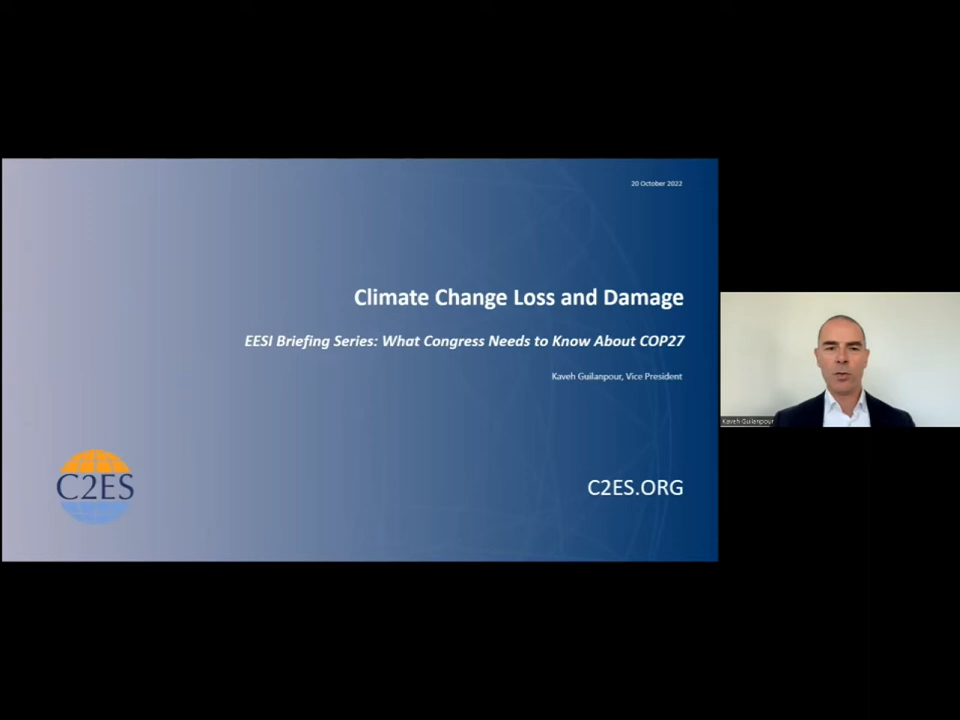 20 October 2022
Climate Change Loss and Damage
EESI Briefing Series: What Congress Needs to Know About COP27
Kaveh Guilanpour, Vice President
C2ES
C2ES.ORG
Kaveh Guilanpour